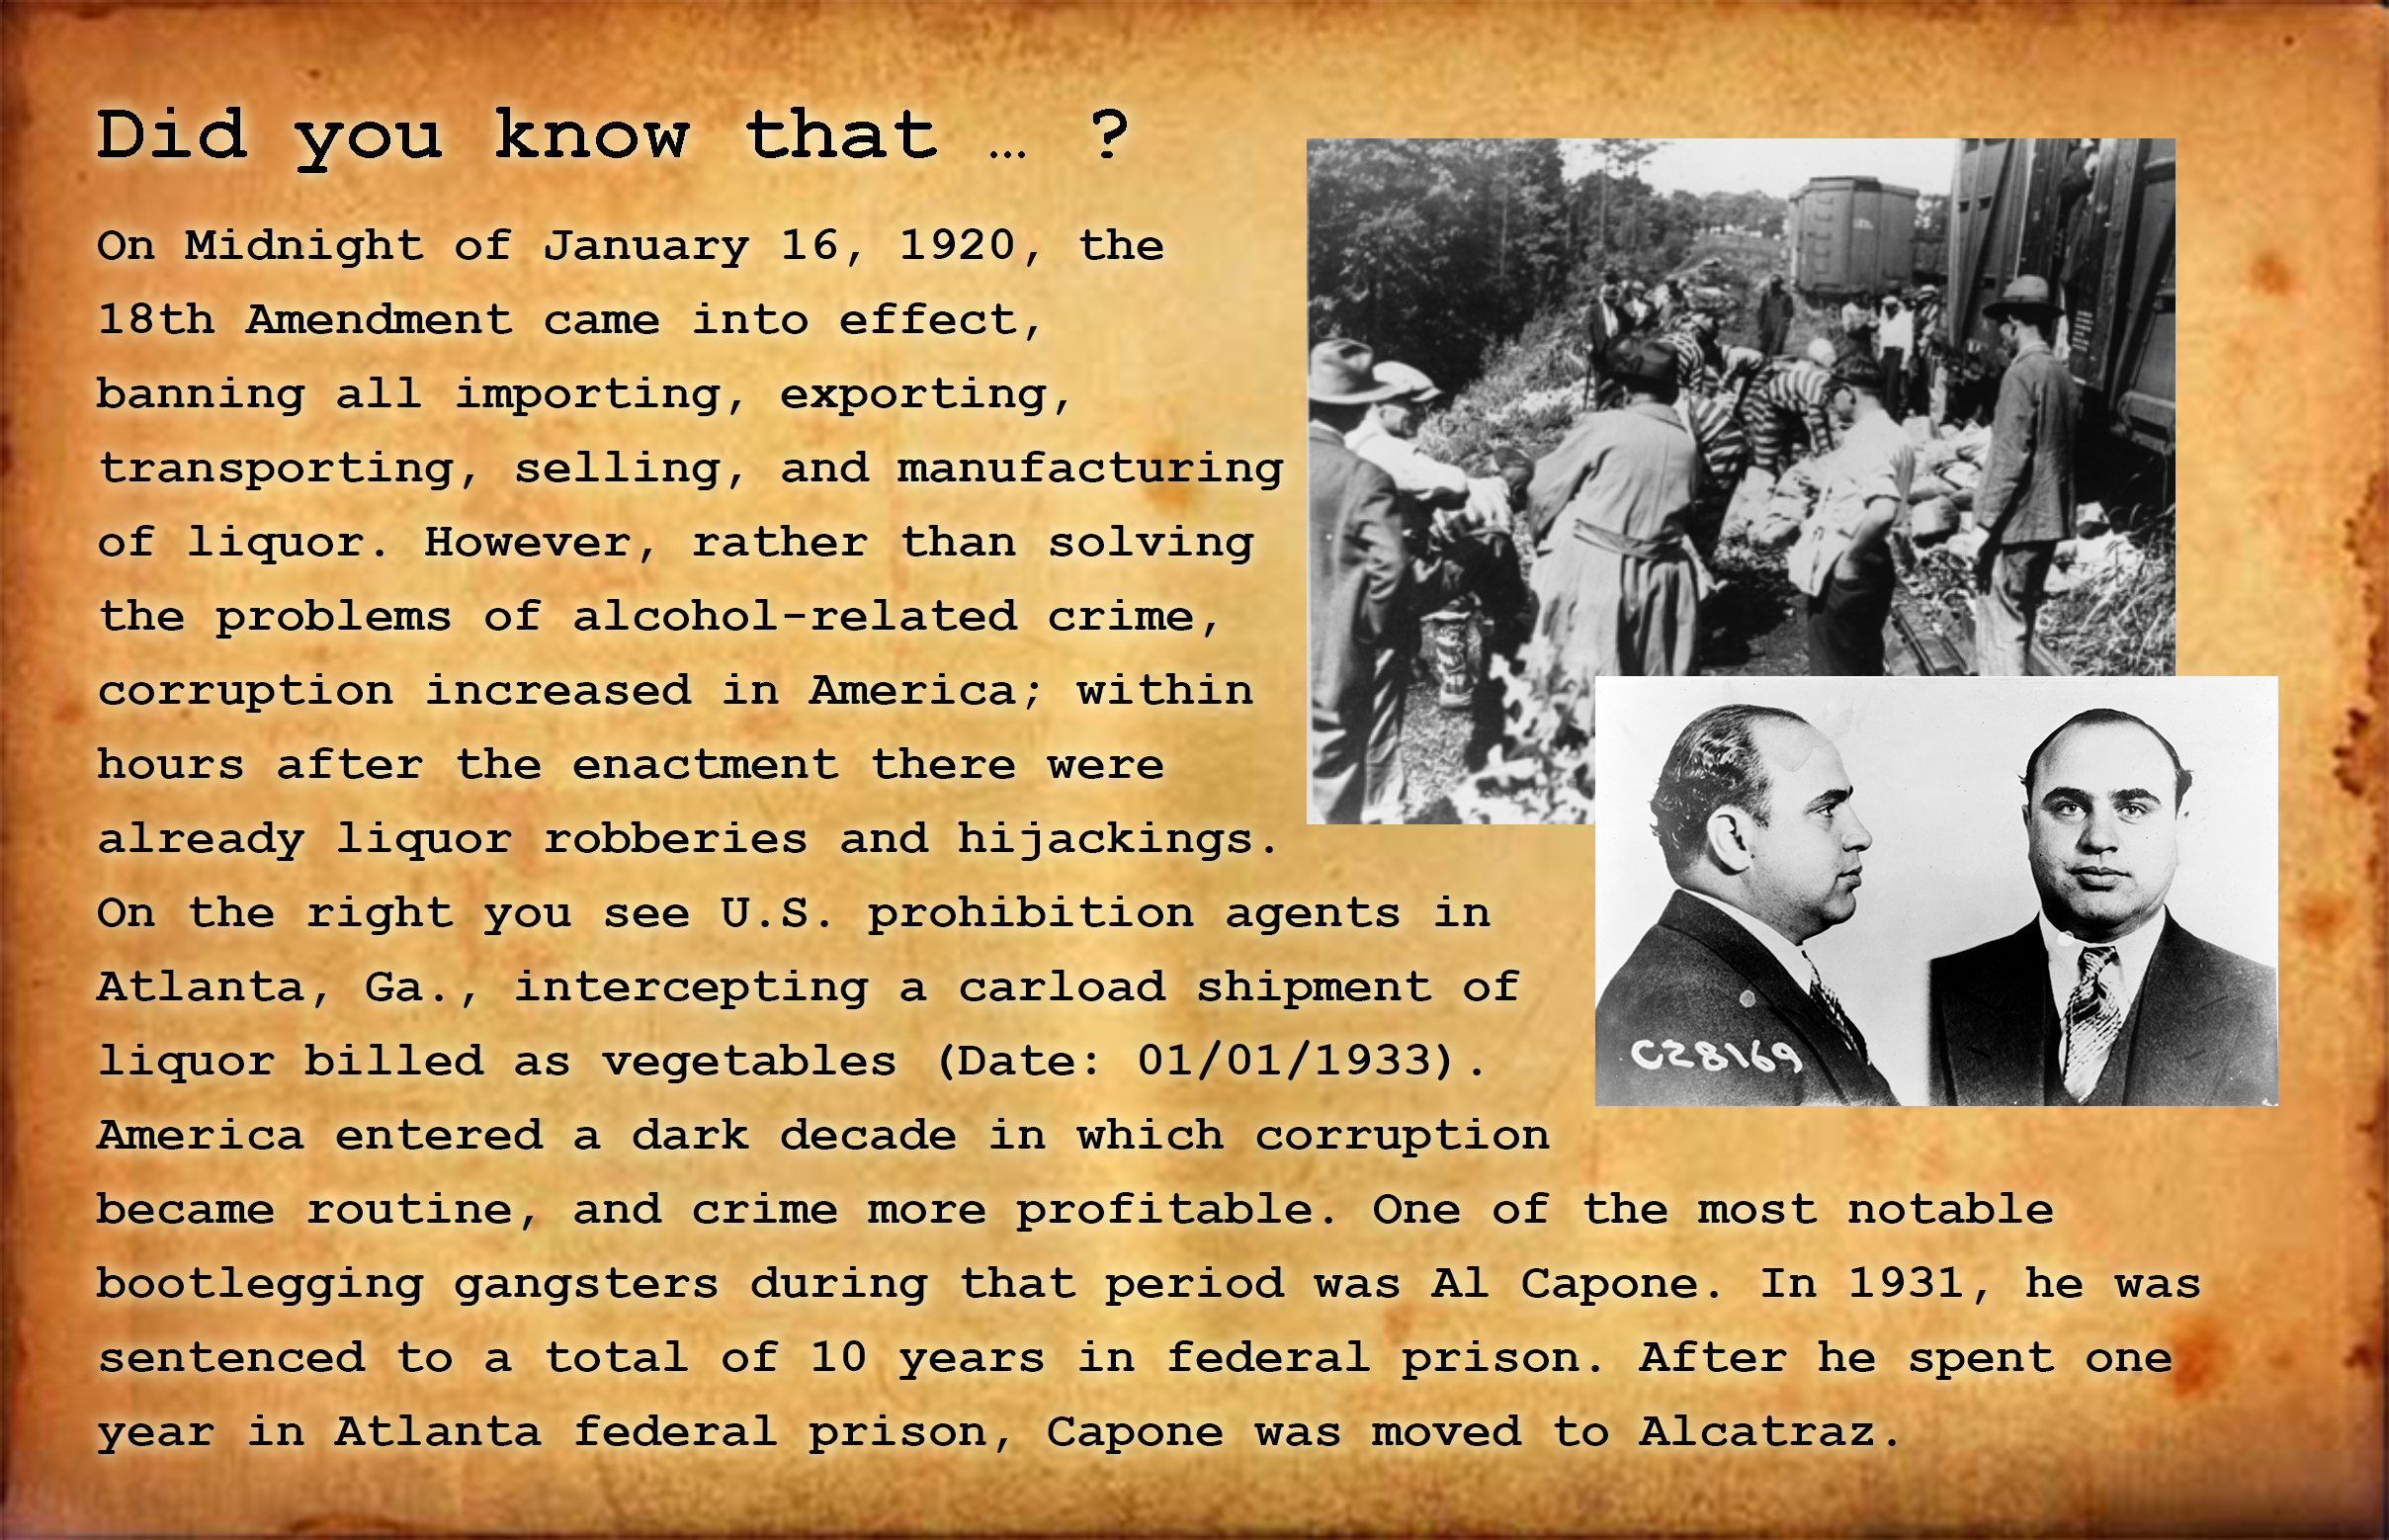 Did you know that … ?
On Midnight of January 16, 1920, the
18th Amendment came into effect,
banning all importing, exporting,
transporting, selling, and manufacturing
of liquor. However, rather than solving
the problems of alcohol-related crime,
corruption increased in America; within
hours after the enactment there were
already liquor robberies and hijackings.
On the right you see U.S. prohibition agents in
Atlanta, Ga., intercepting a carload shipment of
liquor billed as vegetables (Date: 01/01/1933).
America entered a dark decade in which corruption
became routine, and crime more profitable. One of the most notable
bootlegging gangsters during that period was Al Capone. In 1931, he was
sentenced to a total of 10 years in federal prison. After he spent one
year in Atlanta federal prison, Capone was moved to Alcatraz.
C28169